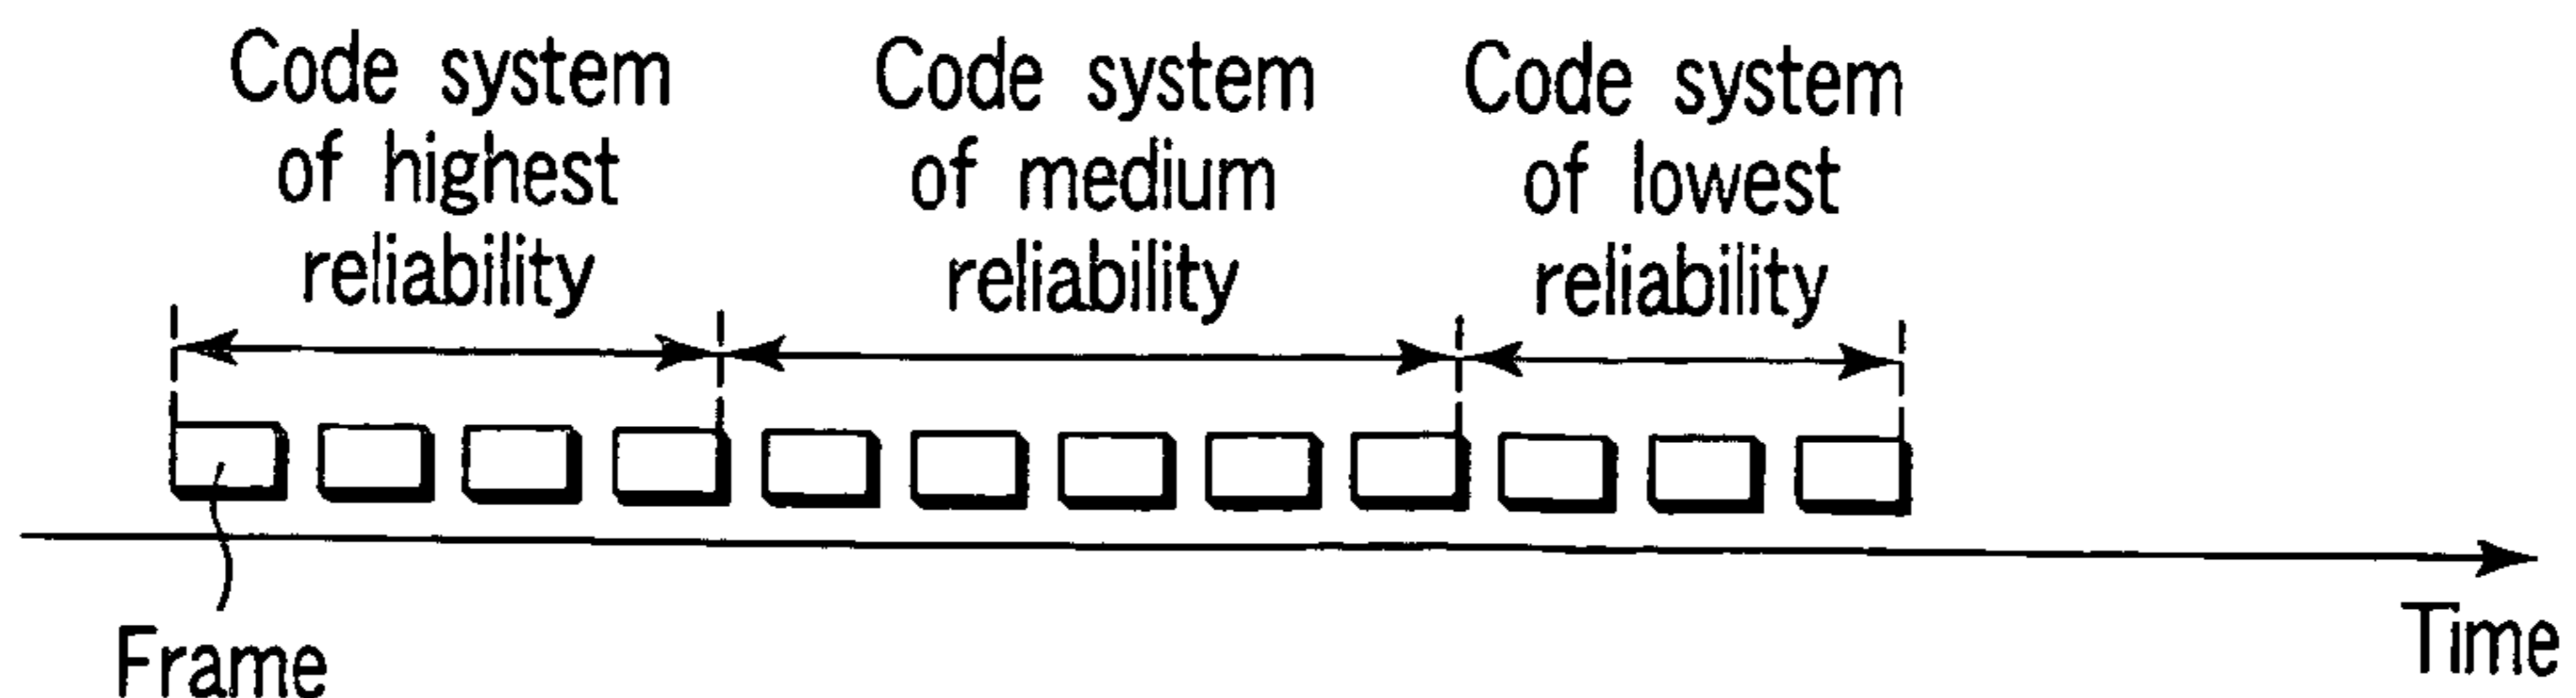 Code system
of highest
reliability
Code system
of medium
reliability
Code system
of lowest
reliability
Frame
Time